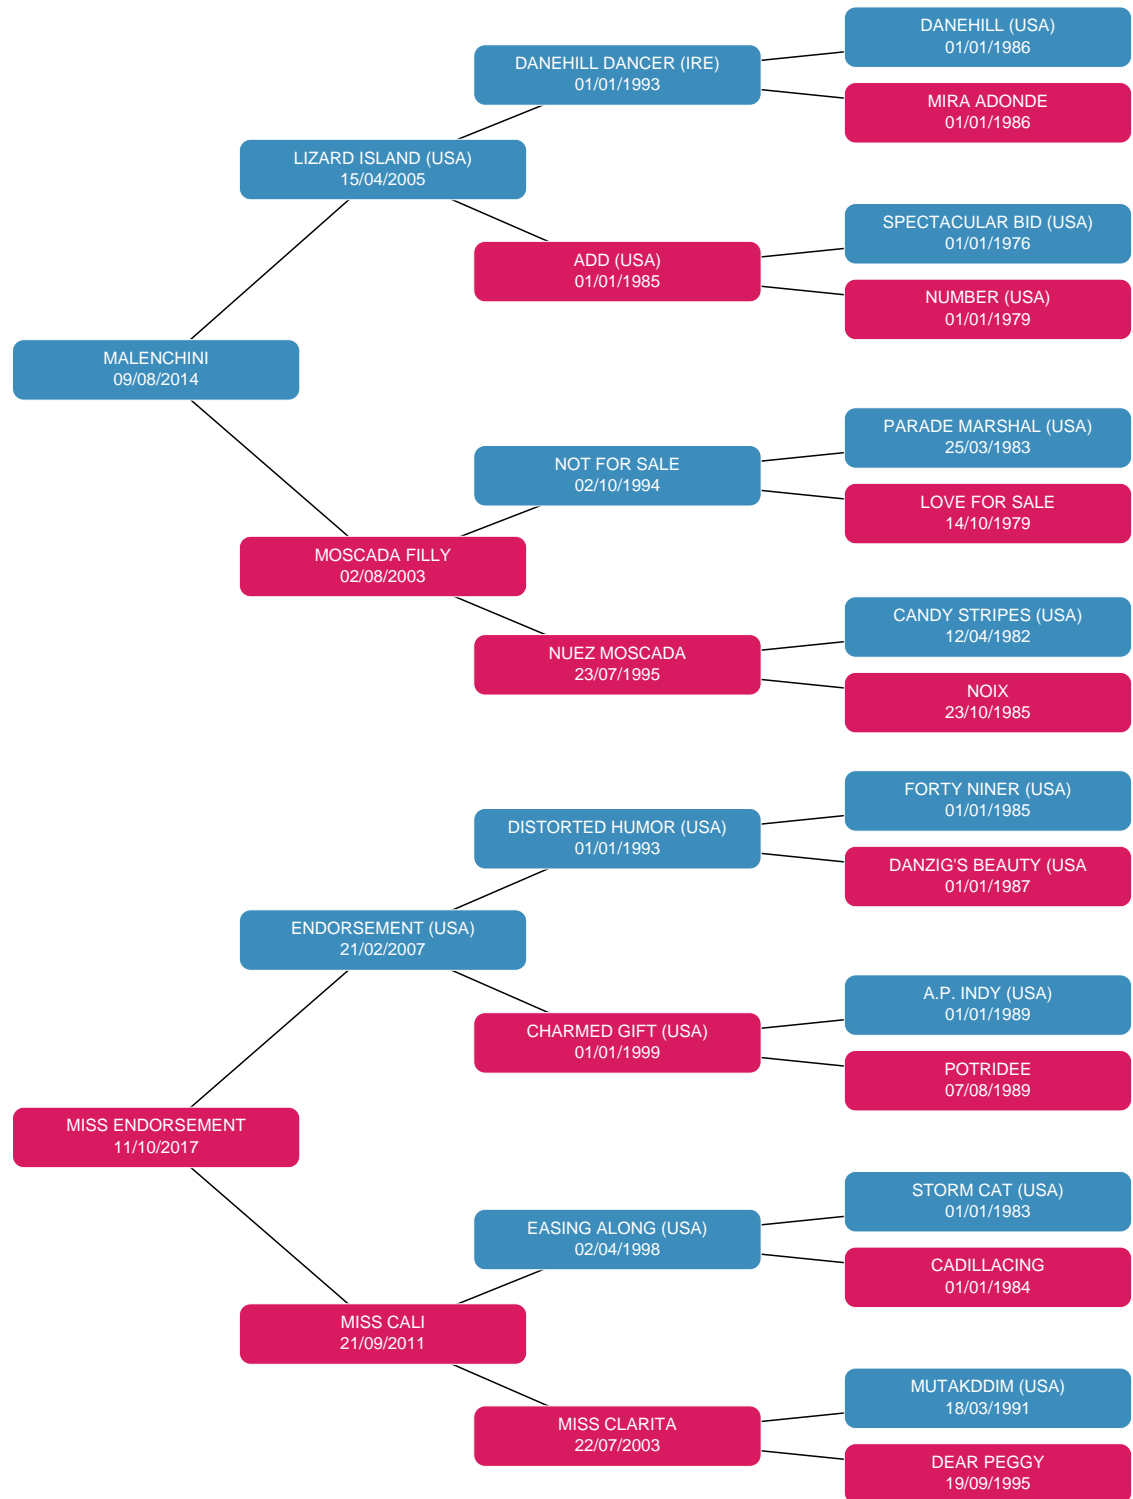 DANEHILL (USA)
01/01/1986
DANEHILL DANCER (IRE)
01/01/1993
MIRA ADONDE
01/01/1986
LIZARD ISLAND (USA)
15/04/2005
SPECTACULAR BID (USA)
01/01/1976
ADD (USA)
01/01/1985
NUMBER (USA)
01/01/1979
MALENCHINI
09/08/2014
PARADE MARSHAL (USA)
25/03/1983
NOT FOR SALE
02/10/1994
LOVE FOR SALE
14/10/1979
MOSCADA FILLY
02/08/2003
CANDY STRIPES (USA)
12/04/1982
NUEZ MOSCADA
23/07/1995
NOIX
23/10/1985
FORTY NINER (USA)
01/01/1985
DISTORTED HUMOR (USA)
01/01/1993
DANZIG'S BEAUTY (USA
01/01/1987
ENDORSEMENT (USA)
21/02/2007
A.P. INDY (USA)
01/01/1989
CHARMED GIFT (USA)
01/01/1999
POTRIDEE
07/08/1989
MISS ENDORSEMENT
11/10/2017
STORM CAT (USA)
01/01/1983
EASING ALONG (USA)
02/04/1998
CADILLACING
01/01/1984
MISS CALI
21/09/2011
MUTAKDDIM (USA)
18/03/1991
MISS CLARITA
22/07/2003
DEAR PEGGY
19/09/1995